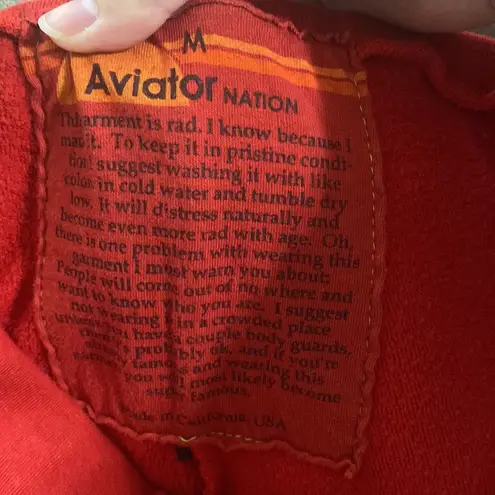 M
Aviator NATION
This garment is rad. I know because I
made it. To keep it in pristine condi-
tion I suggest washing it with like
colors in cold water and tumble dry
low. It will distress naturally and
become even more rad with age. Oh,
there is one problem with wearing this
garment I must warn you about:
People will come out of no where and
want to know who you are. I suggest
not wearing it in a crowded place
unless you have a couple body guards.
probably ok, and if you're
famous and wearing this
you will most likely become
super famous.
Made in California, USA